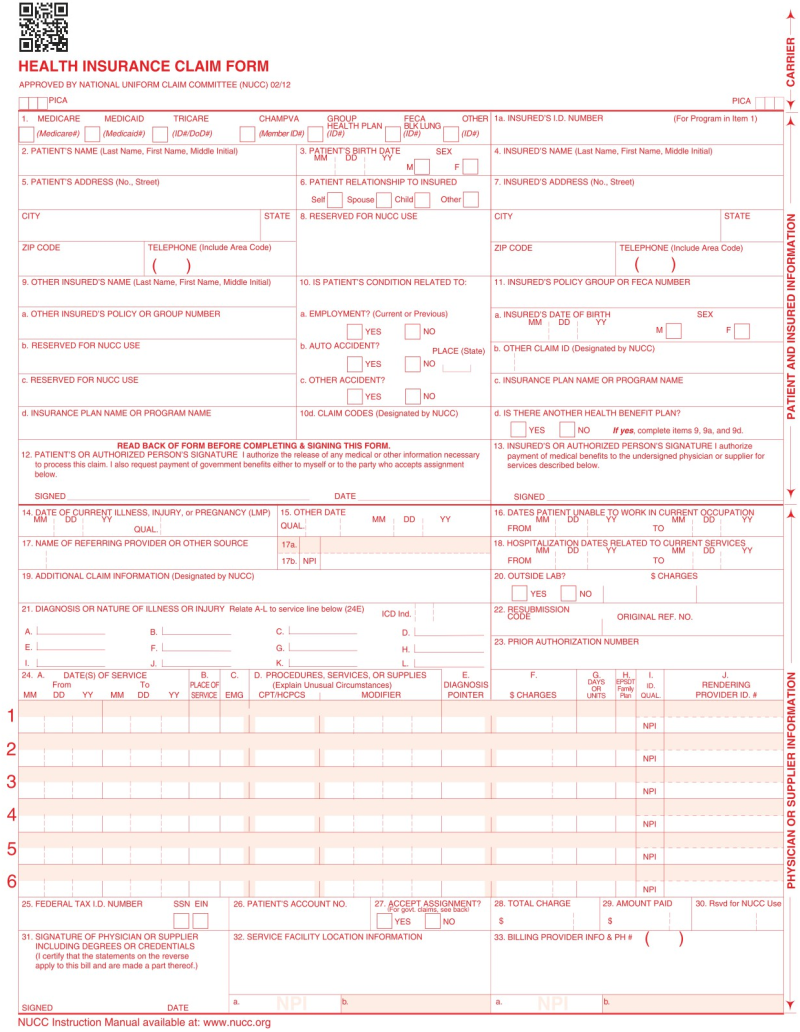 HEALTH INSURANCE CLAIM FORM
APPROVED BY NATIONAL UNIFORM CLAIM COMMITTEE (NUCC) 02/12
PICA
PICA
CARRIER
1. MEDICARE MEDICAID TRICARE CHAMPVA GROUP HEALTH PLAN FECA BLK LUNG OTHER
(Medicare#) (Medicaid#) (ID#/DoD#) (Member ID#) (ID#) (ID#) (ID#)
1a. INSURED'S I.D. NUMBER (For Program in Item 1)
2. PATIENT'S NAME (Last Name, First Name, Middle Initial)
3. PATIENT'S BIRTH DATE SEX
MM DD YY
M F
4. INSURED'S NAME (Last Name, First Name, Middle Initial)
5. PATIENT'S ADDRESS (No., Street)
6. PATIENT RELATIONSHIP TO INSURED
Self Spouse Child Other
7. INSURED'S ADDRESS (No., Street)
CITY STATE
8. RESERVED FOR NUCC USE
CITY STATE
ZIP CODE TELEPHONE (Include Area Code)
( )
ZIP CODE TELEPHONE (Include Area Code)
( )
9. OTHER INSURED'S NAME (Last Name, First Name, Middle Initial)
10. IS PATIENT'S CONDITION RELATED TO:
11. INSURED'S POLICY GROUP OR FECA NUMBER
a. OTHER INSURED'S POLICY OR GROUP NUMBER
a. EMPLOYMENT? (Current or Previous)
YES NO
a. INSURED'S DATE OF BIRTH SEX
MM DD YY
M F
b. RESERVED FOR NUCC USE
b. AUTO ACCIDENT? PLACE (State)
YES NO
b. OTHER CLAIM ID (Designated by NUCC)
c. RESERVED FOR NUCC USE
c. OTHER ACCIDENT?
YES NO
c. INSURANCE PLAN NAME OR PROGRAM NAME
d. INSURANCE PLAN NAME OR PROGRAM NAME
10d. CLAIM CODES (Designated by NUCC)
d. IS THERE ANOTHER HEALTH BENEFIT PLAN?
YES NO If yes, complete items 9, 9a, and 9d.
READ BACK OF FORM BEFORE COMPLETING & SIGNING THIS FORM.
12. PATIENT'S OR AUTHORIZED PERSON'S SIGNATURE I authorize the release of any medical or other information necessary
to process this claim. I also request payment of government benefits either to myself or to the party who accepts assignment
below.
SIGNED DATE
13. INSURED'S OR AUTHORIZED PERSON'S SIGNATURE I authorize
payment of medical benefits to the undersigned physician or supplier for
services described below.
SIGNED
PATIENT AND INSURED INFORMATION
14. DATE OF CURRENT ILLNESS, INJURY, or PREGNANCY (LMP)
MM DD YY
QUAL.
15. OTHER DATE
QUAL. MM DD YY
16. DATES PATIENT UNABLE TO WORK IN CURRENT OCCUPATION
MM DD YY MM DD YY
FROM TO
17. NAME OF REFERRING PROVIDER OR OTHER SOURCE
17a.
17b. NPI
18. HOSPITALIZATION DATES RELATED TO CURRENT SERVICES
MM DD YY MM DD YY
FROM TO
19. ADDITIONAL CLAIM INFORMATION (Designated by NUCC)
20. OUTSIDE LAB? $ CHARGES
YES NO
21. DIAGNOSIS OR NATURE OF ILLNESS OR INJURY Relate A-L to service line below (24E)
ICD Ind.
A. B. C. D.
E. F. G. H.
I. J. K. L.
22. RESUBMISSION
CODE ORIGINAL REF. NO.
23. PRIOR AUTHORIZATION NUMBER
24. A. DATE(S) OF SERVICE
From To
MM DD YY MM DD YY
B.
PLACE OF
SERVICE
C.
EMG
D. PROCEDURES, SERVICES, OR SUPPLIES
(Explain Unusual Circumstances)
CPT/HCPCS MODIFIER
E.
DIAGNOSIS
POINTER
F.
$ CHARGES
G.
DAYS
OR
UNITS
H.
EPSDT
Family
Plan
I.
ID.
QUAL.
J.
RENDERING
PROVIDER ID. #
1
NPI
2
NPI
3
NPI
4
NPI
5
NPI
6
NPI
25. FEDERAL TAX I.D. NUMBER SSN EIN
26. PATIENT'S ACCOUNT NO.
27. ACCEPT ASSIGNMENT?
(For govt. claims, see back)
YES NO
28. TOTAL CHARGE
$
29. AMOUNT PAID
$
30. Rsvd for NUCC Use
31. SIGNATURE OF PHYSICIAN OR SUPPLIER
INCLUDING DEGREES OR CREDENTIALS
(I certify that the statements on the reverse
apply to this bill and are made a part thereof.)
SIGNED DATE
32. SERVICE FACILITY LOCATION INFORMATION
a. NPI b.
33. BILLING PROVIDER INFO & PH # ( )
a. NPI b.
PHYSICIAN OR SUPPLIER INFORMATION
NUCC Instruction Manual available at: www.nucc.org